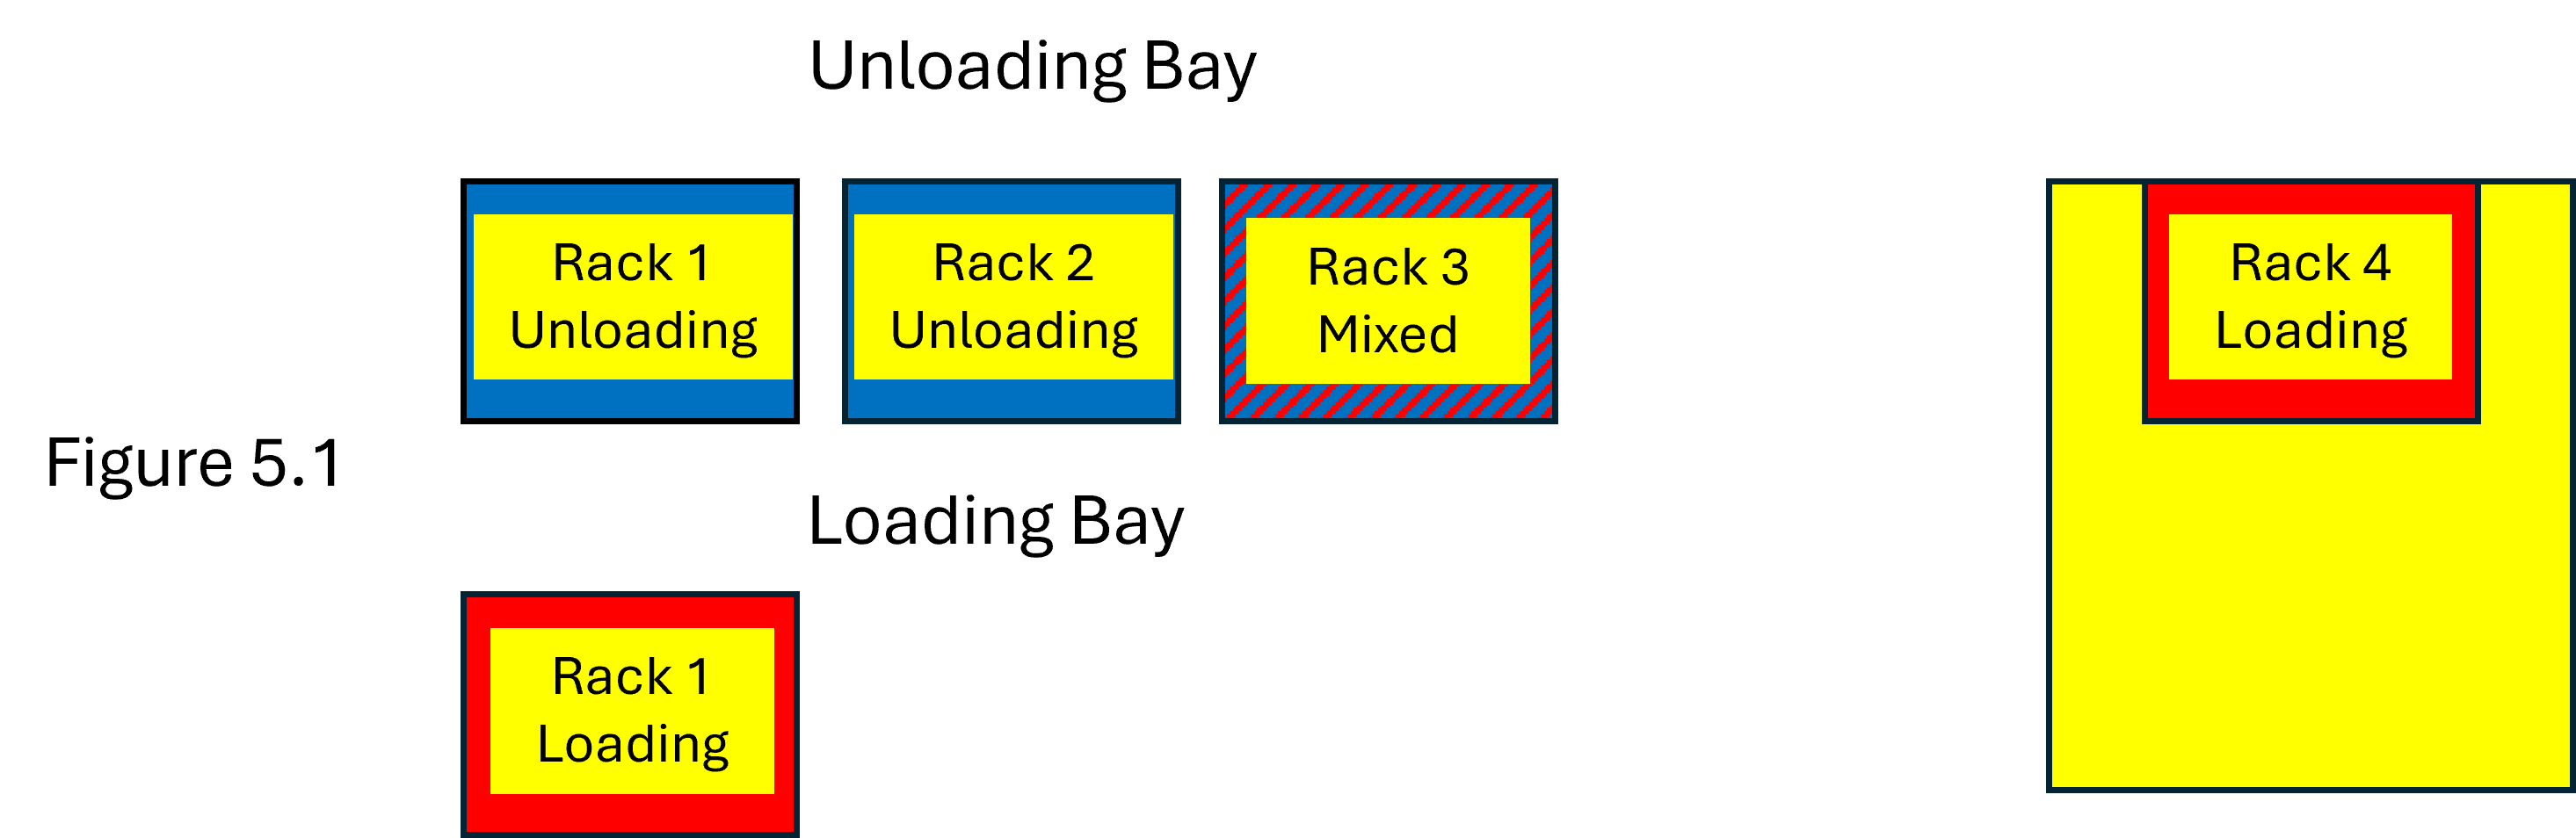 Unloading Bay
Rack 1
Unloading
Rack 2
Unloading
Rack 3
Mixed
Rack 4
Loading
Figure 5.1
Loading Bay
Rack 1
Loading